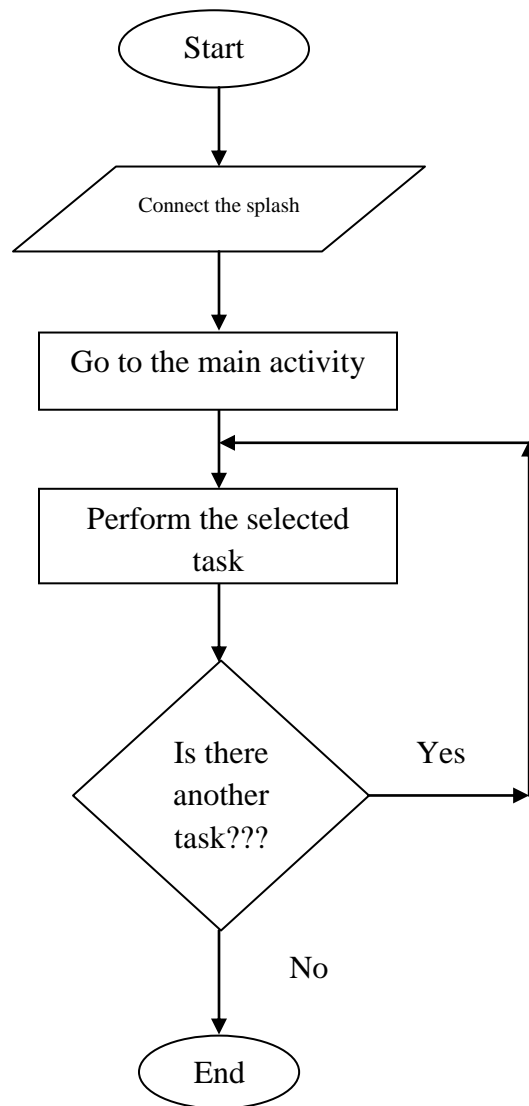 Start
Connect the splash
Go to the main activity
Perform the selected
task
Is there
another
task???
Yes
No
End